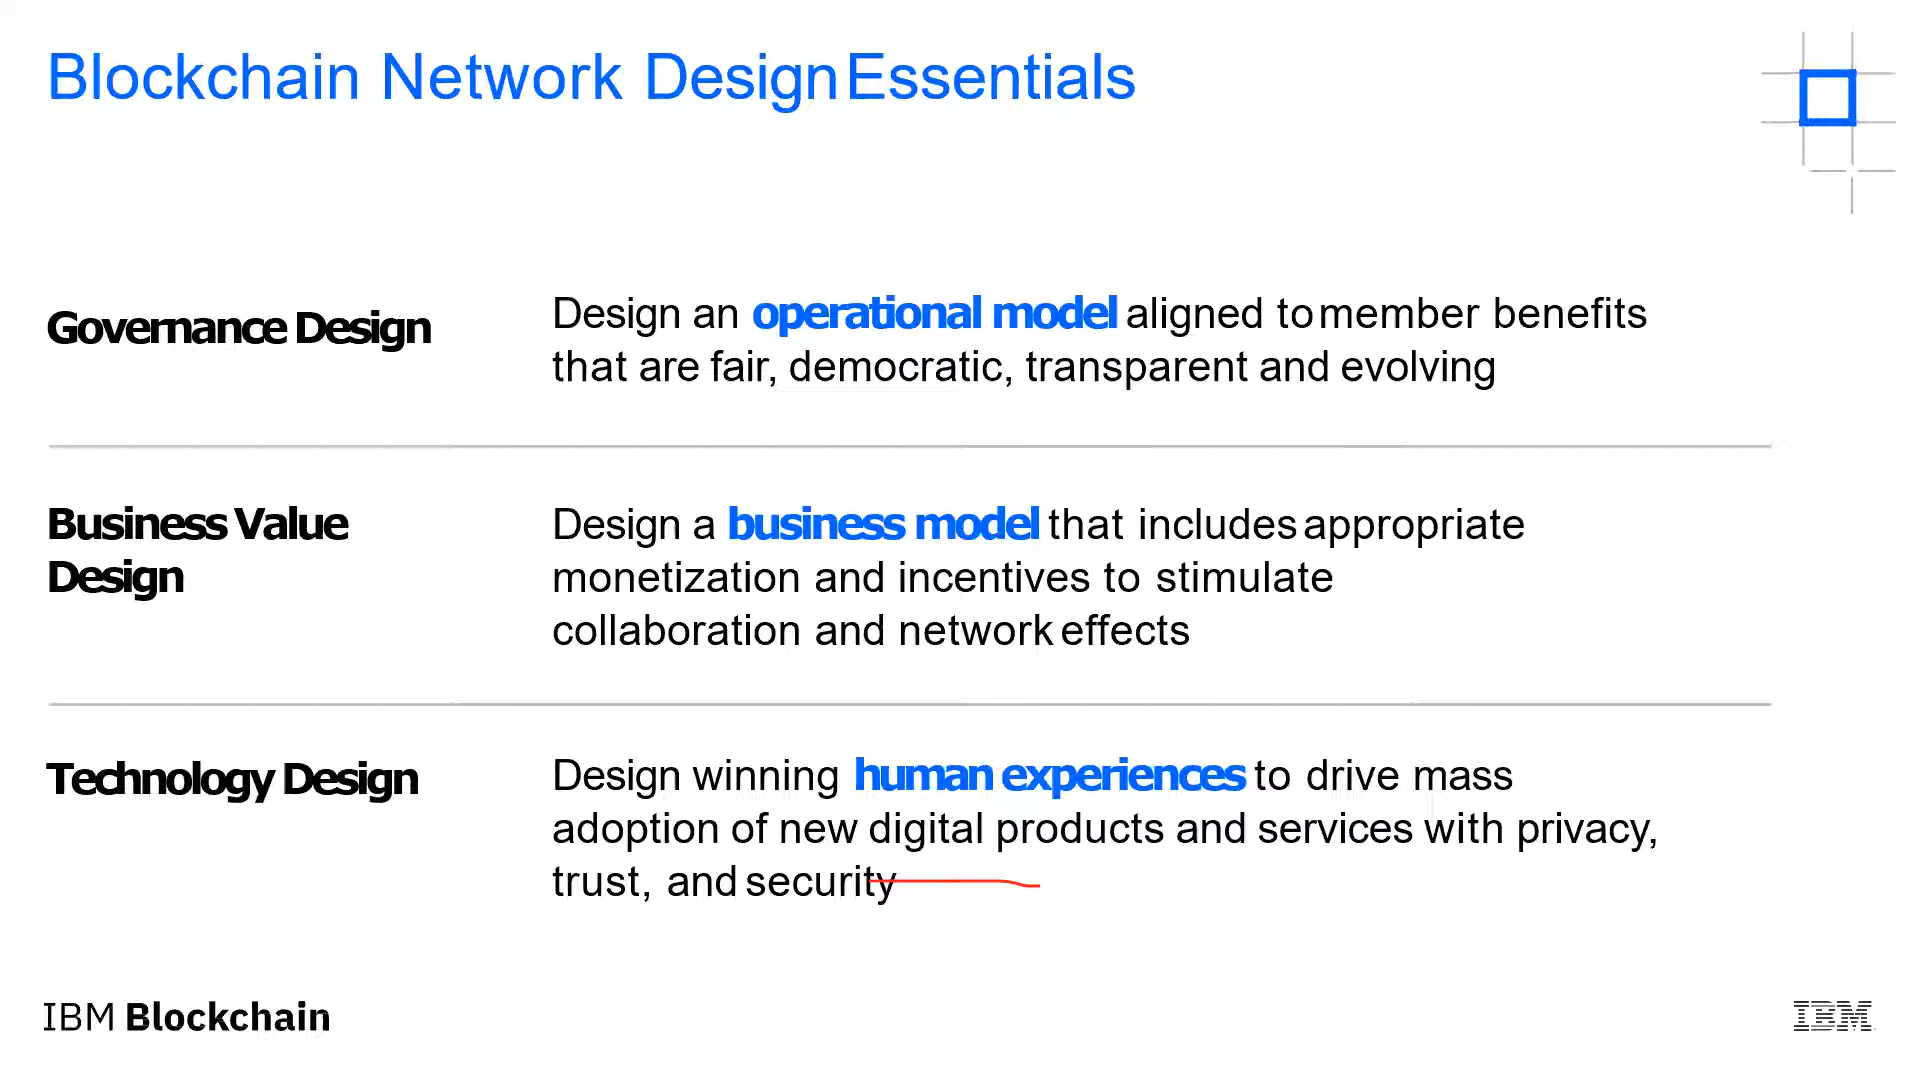 Blockchain Network Design Essentials
Governance Design
Design an operational model aligned to member benefits
that are fair, democratic, transparent and evolving
Business Value
Design
Design a business model that includes appropriate
monetization and incentives to stimulate
collaboration and network effects
Technology Design
Design winning human experiences to drive mass
adoption of new digital products and services with privacy,
trust, and security
IBM Blockchain
IBM